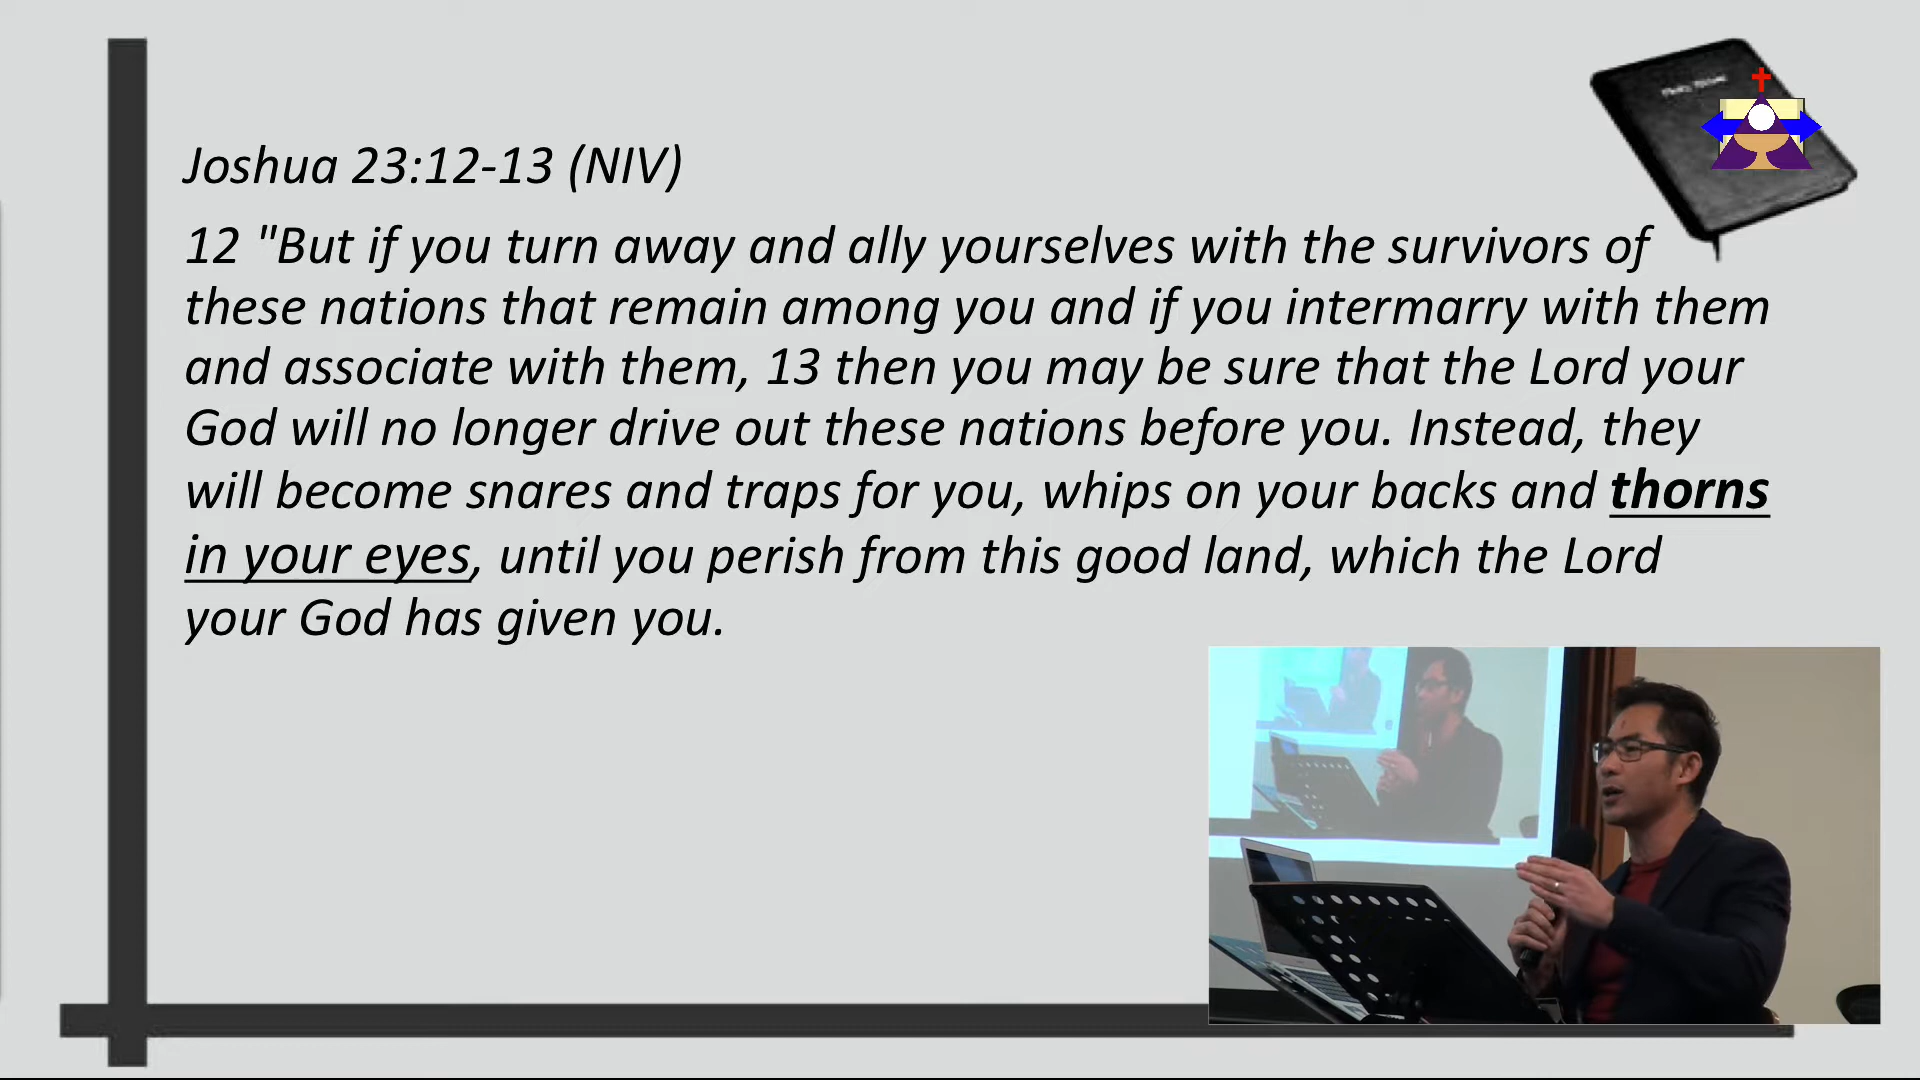 Joshua 23:12-13 (NIV)
12 "But if you turn away and ally yourselves with the survivors of
these nations that remain among you and if you intermarry with them
and associate with them, 13 then you may be sure that the Lord your
God will no longer drive out these nations before you. Instead, they
will become snares and traps for you, whips on your backs and thorns
in your eyes, until you perish from this good land, which the Lord
your God has given you.